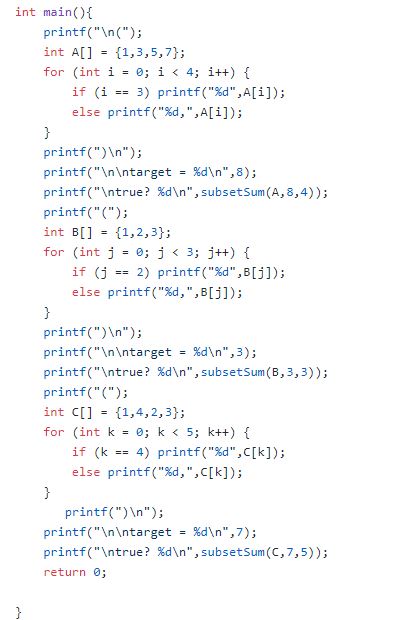 int main(){
    printf("\n(");
    int A[] = {1,3,5,7};
    for (int i = 0; i < 4; i++) {
        if (i == 3) printf("%d",A[i]);
        else printf("%d,",A[i]);
    }
    printf(")\n");
    printf("\n\ntarget = %d\n",8);
    printf("\ntrue? %d\n",subsetSum(A,8,4));
    printf("(");
    int B[] = {1,2,3};
    for (int j = 0; j < 3; j++) {
        if (j == 2) printf("%d",B[j]);
        else printf("%d,",B[j]);
    }
    printf(")\n");
    printf("\n\ntarget = %d\n",3);
    printf("\ntrue? %d\n",subsetSum(B,3,3));
    printf("(");
    int C[] = {1,4,2,3};
    for (int k = 0; k < 5; k++) {
        if (k == 4) printf("%d",C[k]);
        else printf("%d,",C[k]);
    }
       printf(")\n");
    printf("\n\ntarget = %d\n",7);
    printf("\ntrue? %d\n",subsetSum(C,7,5));
    return 0;

}